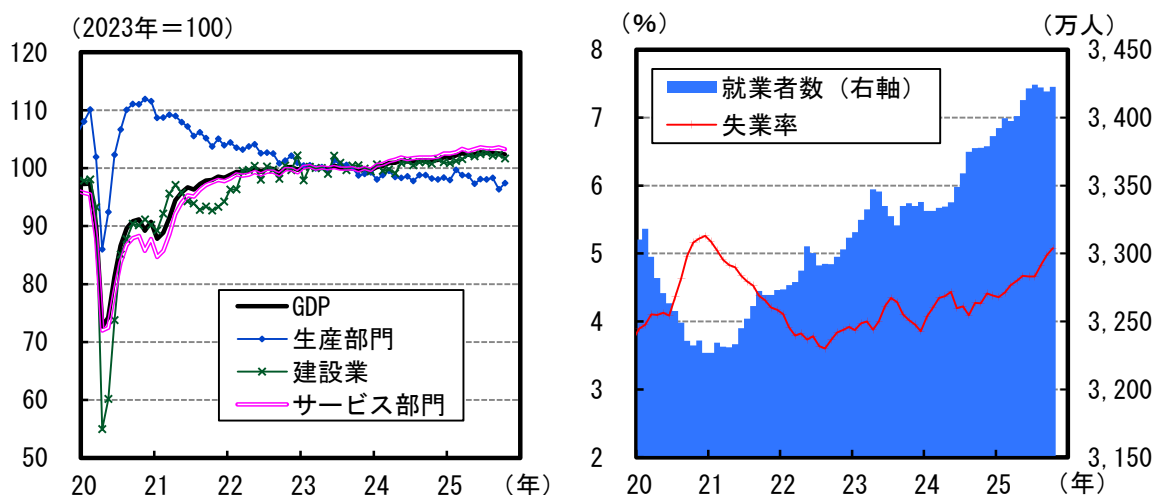 (2023年=100)
120
110
100
90
80
70
60
50
GDP
生産部門
建設業
サービス部門
20 21 22 23 24 25 (年)
(%) (万人)
8 3,450
7 3,400
6 3,350
5 3,300
4 3,250
3 3,200
2 3,150
就業者数(右軸)
失業率
20 21 22 23 24 25 (年)